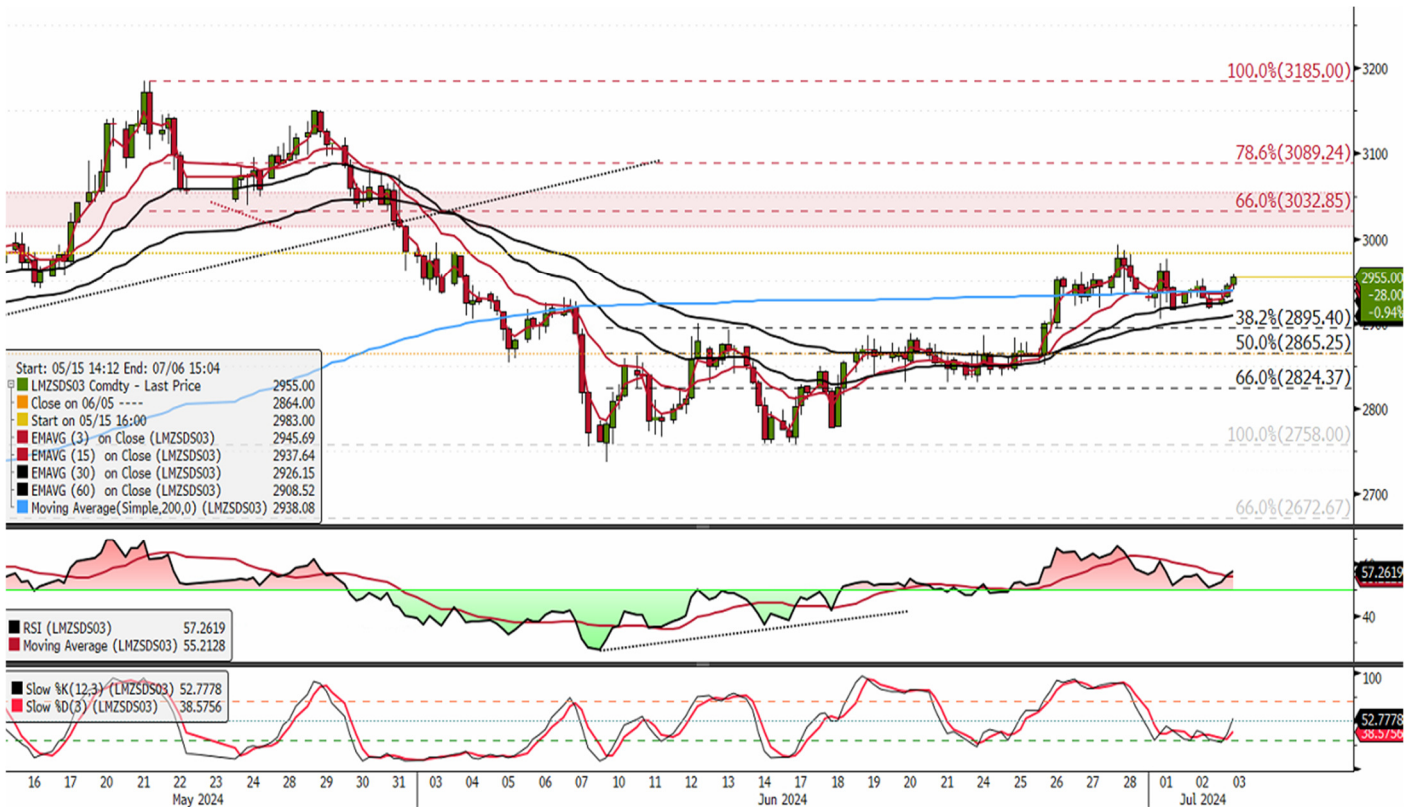 3200
100.0%(3185.00)
3100
78.6%(3089.24)
66.0%(3032.85)
3000
2955.00
-28.00
-0.94%
38.2%(2895.40)
50.0%(2865.25)
66.0%(2824.37)
2800
100.0%(2758.00)
2700
66.0%(2672.67)
Start: 05/15 14:12 End: 07/06 15:04
LMZSDS03 Comdty - Last Price 2955.00
Close on 06/05 ---- 2864.00
Start on 05/15 16:00 2983.00
EMAVG (3) on Close (LMZSDS03) 2945.69
EMAVG (15) on Close (LMZSDS03) 2937.64
EMAVG (30) on Close (LMZSDS03) 2926.15
EMAVG (60) on Close (LMZSDS03) 2908.52
Moving Average(Simple,200,0) (LMZSDS03) 2938.08
57.2619
40
RSI (LMZSDS03) 57.2619
Moving Average (LMZSDS03) 55.2128
100
52.7778
38.5756
Slow %K(12,3) (LMZSDS03) 52.7778
Slow %D(3) (LMZSDS03) 38.5756
16 17 20 21 22 24 28 29 30 31 03 04 05 06 07 10 11 12 13 14 17 18 19 20 21 24 25 26 27 28 01 02 03
May 2024 Jun 2024 Jul 2024